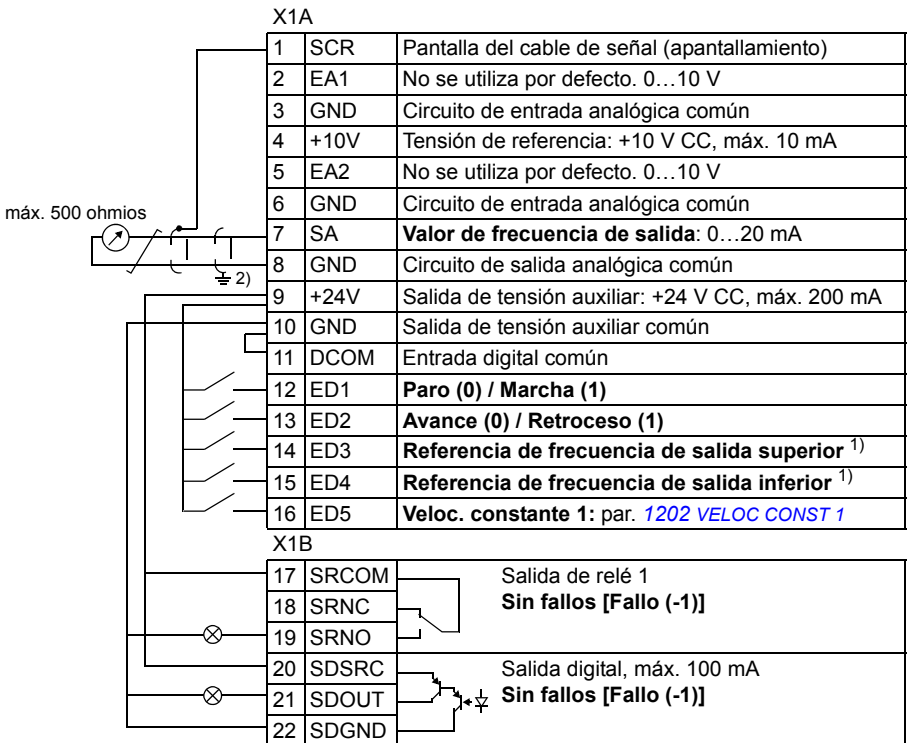 X1A
1 SCR Pantalla del cable de señal (apantallamiento)
2 EA1 No se utiliza por defecto. 0…10 V
3 GND Circuito de entrada analógica común
4 +10V Tensión de referencia: +10 V CC, máx. 10 mA
5 EA2 No se utiliza por defecto. 0…10 V
6 GND Circuito de entrada analógica común
máx. 500 ohmios
7 SA Valor de frecuencia de salida: 0…20 mA
8 GND Circuito de salida analógica común
2)
9 +24V Salida de tensión auxiliar: +24 V CC, máx. 200 mA
10 GND Salida de tensión auxiliar común
11 DCOM Entrada digital común
12 ED1 Paro (0) / Marcha (1)
13 ED2 Avance (0) / Retroceso (1)
14 ED3 Referencia de frecuencia de salida superior 1)
15 ED4 Referencia de frecuencia de salida inferior 1)
16 ED5 Veloc. constante 1: par. 1202 VELOC CONST 1
X1B
17 SRCOM Salida de relé 1
18 SRNC Sin fallos [Fallo (-1)]
19 SRNO
20 SDSRC Salida digital, máx. 100 mA
21 SDOUT Sin fallos [Fallo (-1)]
22 SDGND